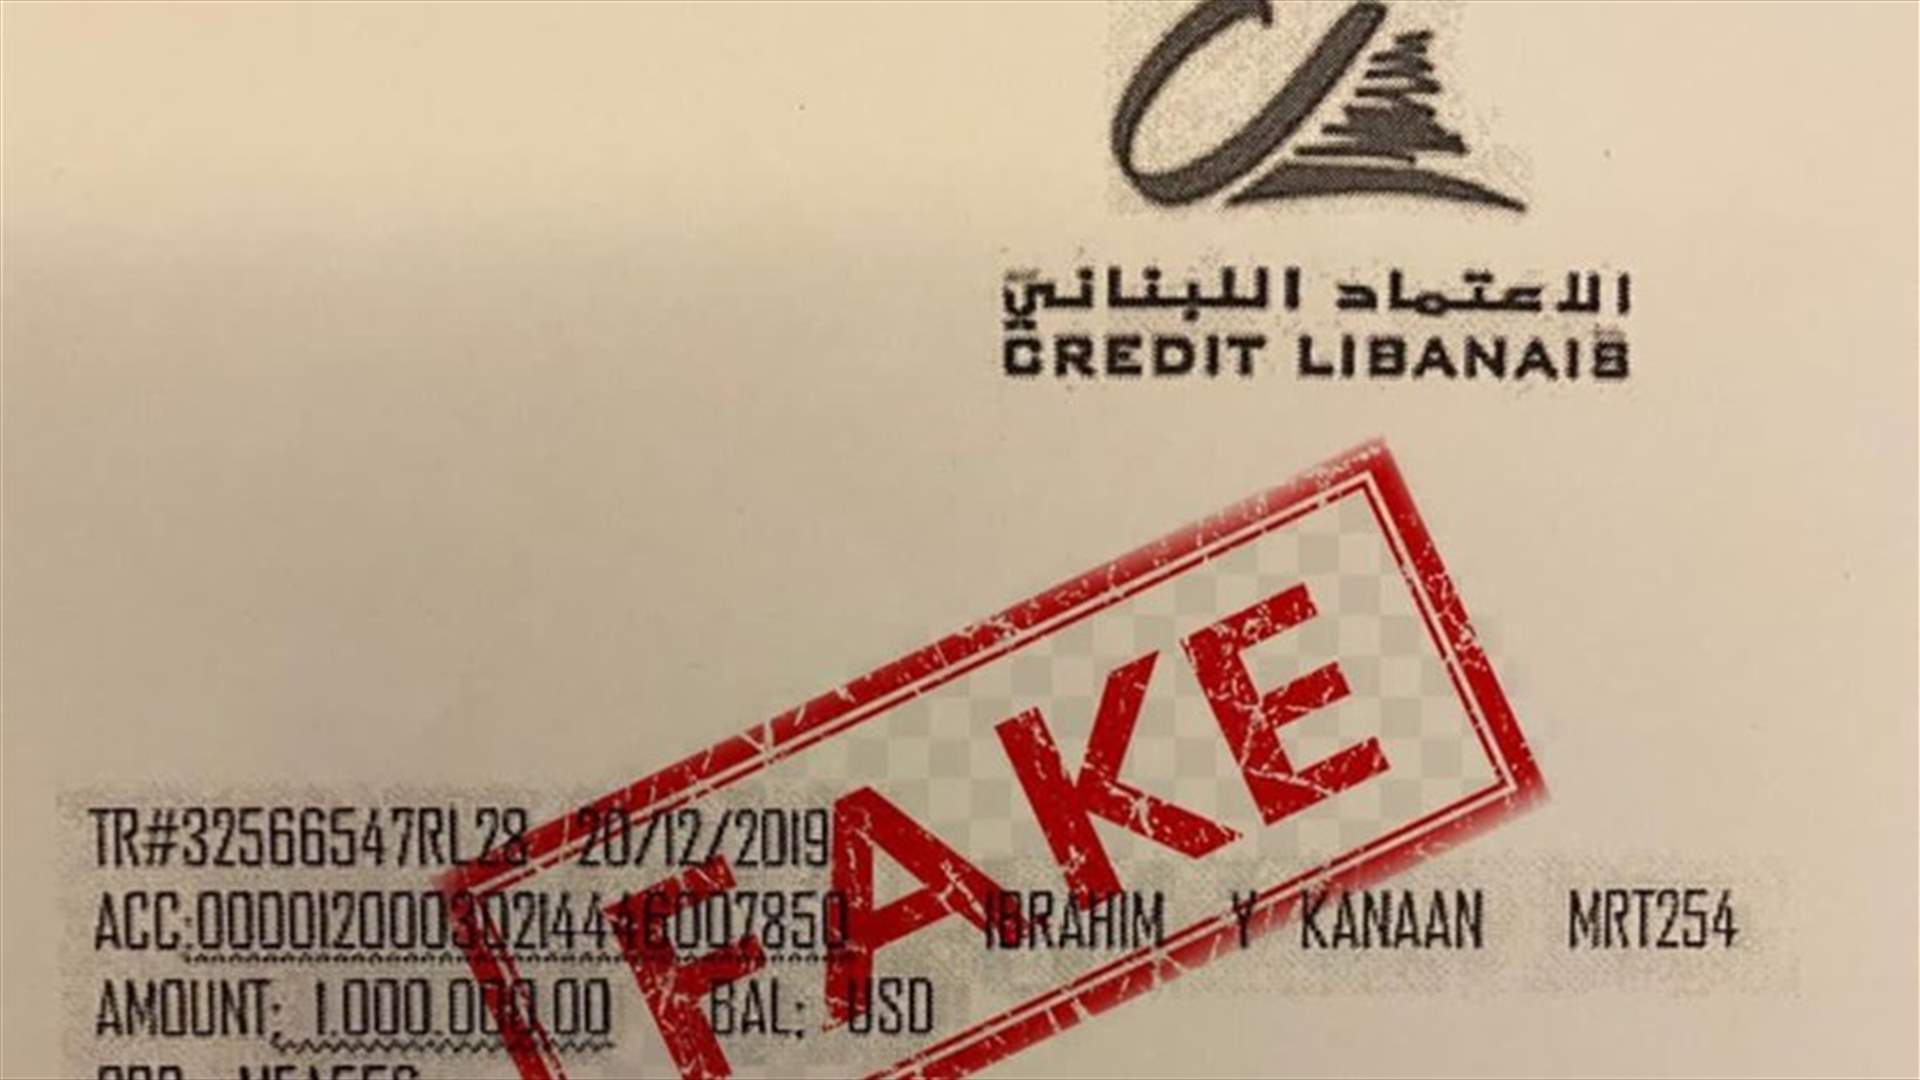 الاعتماد اللبناني
CREDIT LIBANAIS
FAKE
TR#32566547RL28 20/12/2019
ACC:000012000302144446007850 IBRAHIM Y KANAAN MRT254
AMOUNT; 1.000.000.00 BAL; USD